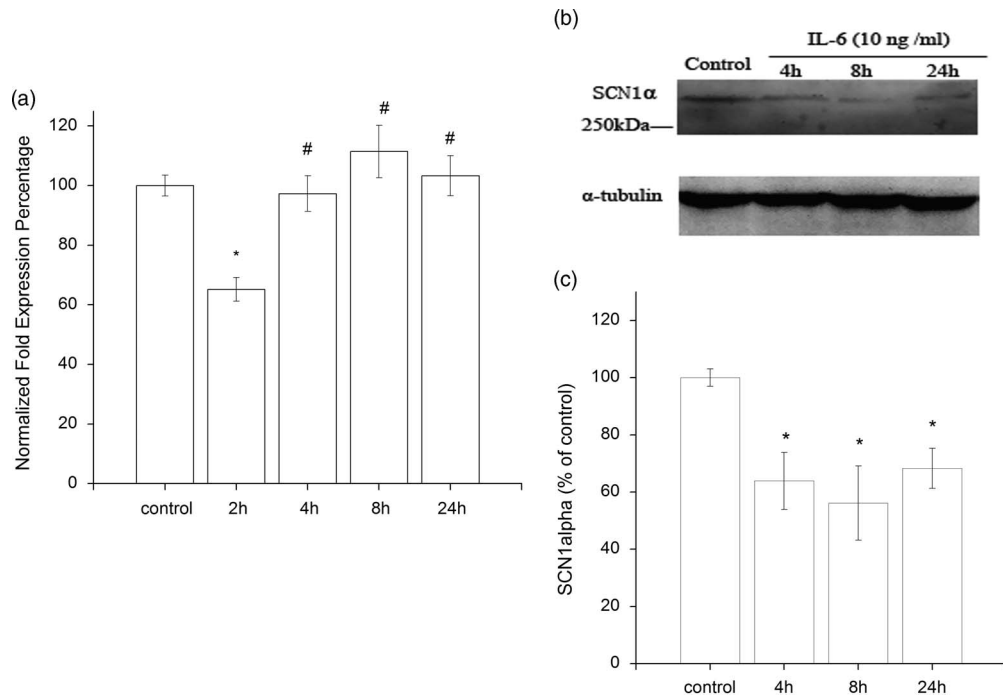 (a)
Normalized Fold Expression Percentage
120
100
80
60
40
20
0
*
#
#
#
control 2h 4h 8h 24h
(b)
IL-6 (10 ng /ml)
Control 4h 8h 24h
SCN1α
250kDa
α-tubulin
(c)
SCN1alpha (% of control)
120
100
80
60
40
20
0
*
*
*
control 4h 8h 24h